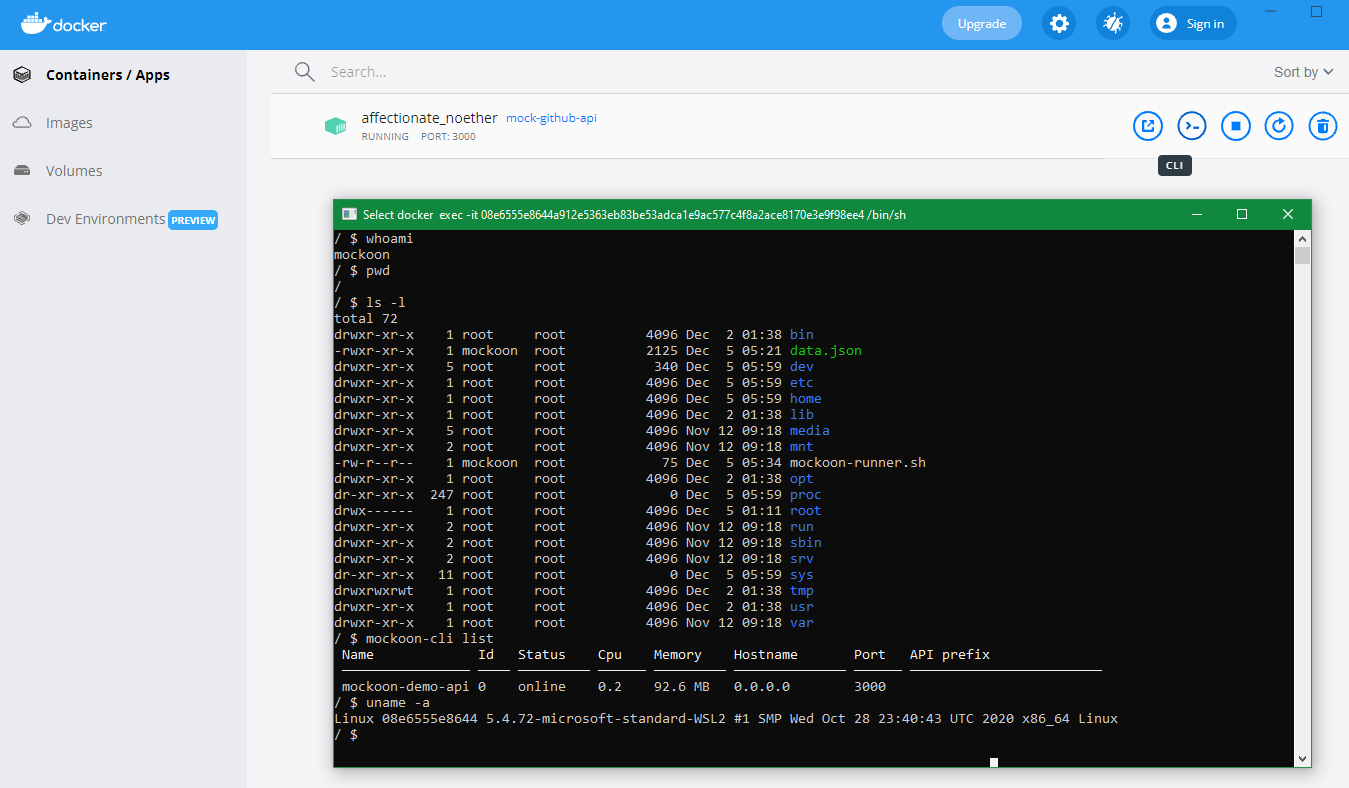 docker
Upgrade
Sign in
Containers / Apps
Images
Volumes
Dev Environments PREVIEW
Search...
Sort by
affectionate_noether mock-github-api
RUNNING PORT: 3000
CLI
Select docker exec -it 08e6555e8644a912e5363eb83be53adca1e9ac577c4f8a2ace8170e3e9f98ee4 /bin/sh
/ $ whoami
mockoon
/ $ pwd
/
/ $ ls -l
total 72
drwxr-xr-x    1 root     root          4096 Dec  2 01:38 bin
-rwxr-xr-x    1 mockoon  root          2125 Dec  5 05:21 data.json
drwxr-xr-x    5 root     root           340 Dec  5 05:59 dev
drwxr-xr-x    1 root     root          4096 Dec  5 05:59 etc
drwxr-xr-x    1 root     root          4096 Dec  5 05:59 home
drwxr-xr-x    1 root     root          4096 Dec  2 01:38 lib
drwxr-xr-x    5 root     root          4096 Nov 12 09:18 media
drwxr-xr-x    2 root     root          4096 Nov 12 09:18 mnt
-rw-r--r--    1 mockoon  root            75 Dec  5 05:34 mockoon-runner.sh
drwxr-xr-x    1 root     root          4096 Dec  2 01:38 opt
dr-xr-xr-x  247 root     root             0 Dec  5 05:59 proc
drwx------    1 root     root          4096 Dec  5 01:11 root
drwxr-xr-x    2 root     root          4096 Nov 12 09:18 run
drwxr-xr-x    2 root     root          4096 Nov 12 09:18 sbin
drwxr-xr-x    2 root     root          4096 Nov 12 09:18 srv
dr-xr-xr-x   11 root     root             0 Dec  5 05:59 sys
drwxrwxrwt    1 root     root          4096 Dec  2 01:38 tmp
drwxr-xr-x    1 root     root          4096 Dec  2 01:38 usr
drwxr-xr-x    1 root     root          4096 Nov 12 09:18 var
/ $ mockoon-cli list
Name Id Status Cpu Memory Hostname Port API prefix
mockoon-demo-api 0 online 0.2 92.6 MB 0.0.0.0 3000
/ $ uname -a
Linux 08e6555e8644 5.4.72-microsoft-standard-WSL2 #1 SMP Wed Oct 28 23:40:43 UTC 2020 x86_64 Linux
/ $